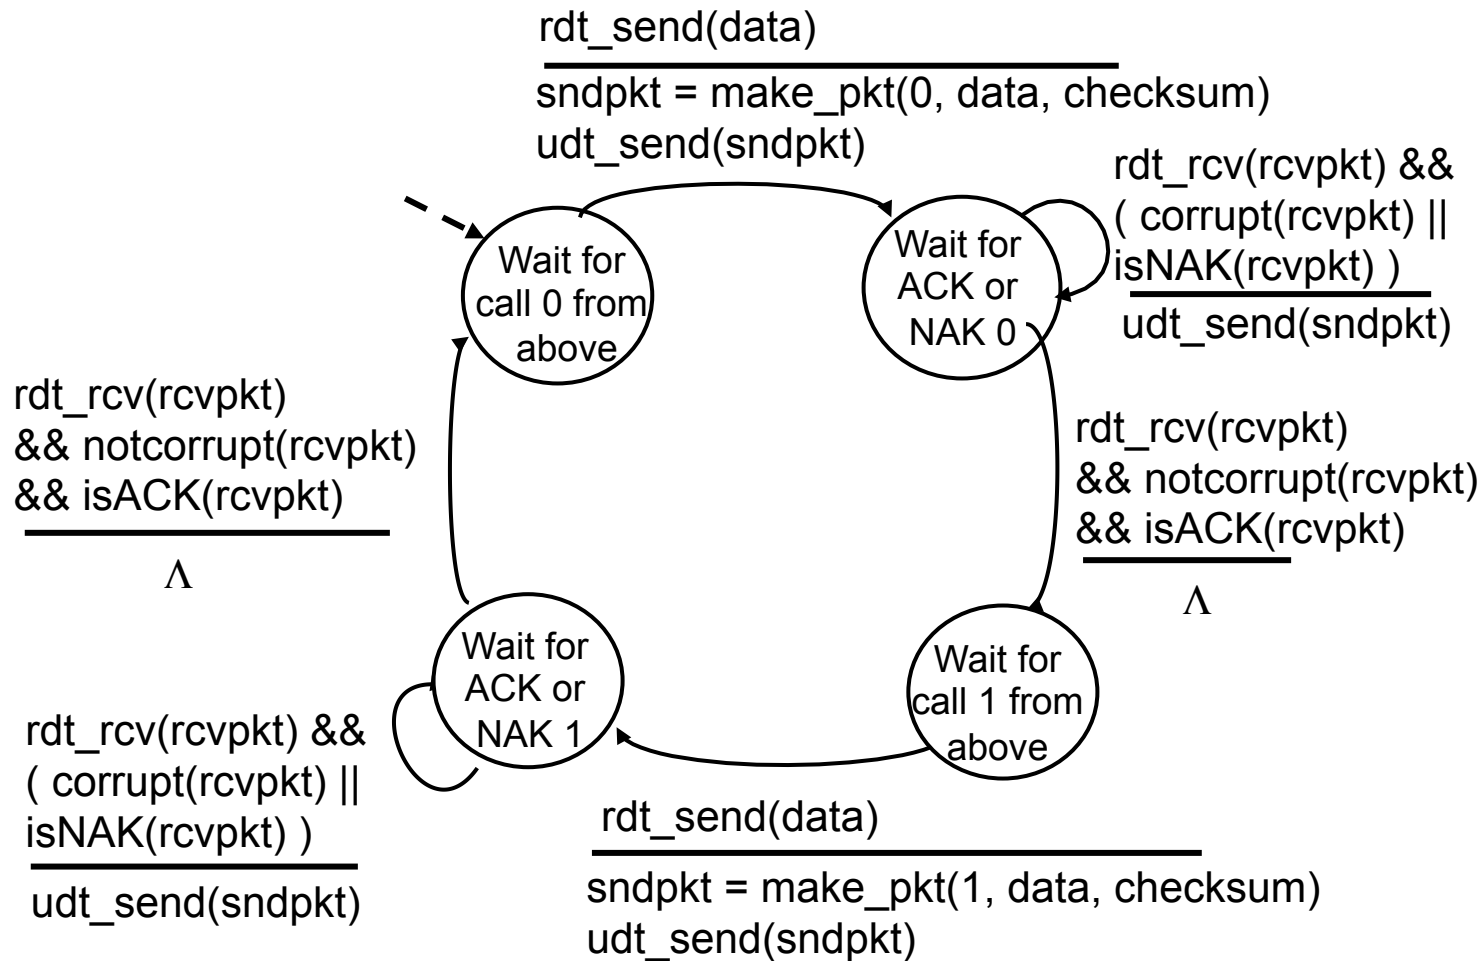 rdt_send(data)
sndpkt = make_pkt(0, data, checksum)
udt_send(sndpkt)
Wait for
call 0 from
above
Wait for
ACK or
NAK 0
rdt_rcv(rcvpkt) &&
( corrupt(rcvpkt) ||
isNAK(rcvpkt) )
udt_send(sndpkt)
rdt_rcv(rcvpkt)
&& notcorrupt(rcvpkt)
&& isACK(rcvpkt)
Λ
rdt_rcv(rcvpkt)
&& notcorrupt(rcvpkt)
&& isACK(rcvpkt)
Λ
Wait for
ACK or
NAK 1
Wait for
call 1 from
above
rdt_rcv(rcvpkt) &&
( corrupt(rcvpkt) ||
isNAK(rcvpkt) )
udt_send(sndpkt)
rdt_send(data)
sndpkt = make_pkt(1, data, checksum)
udt_send(sndpkt)